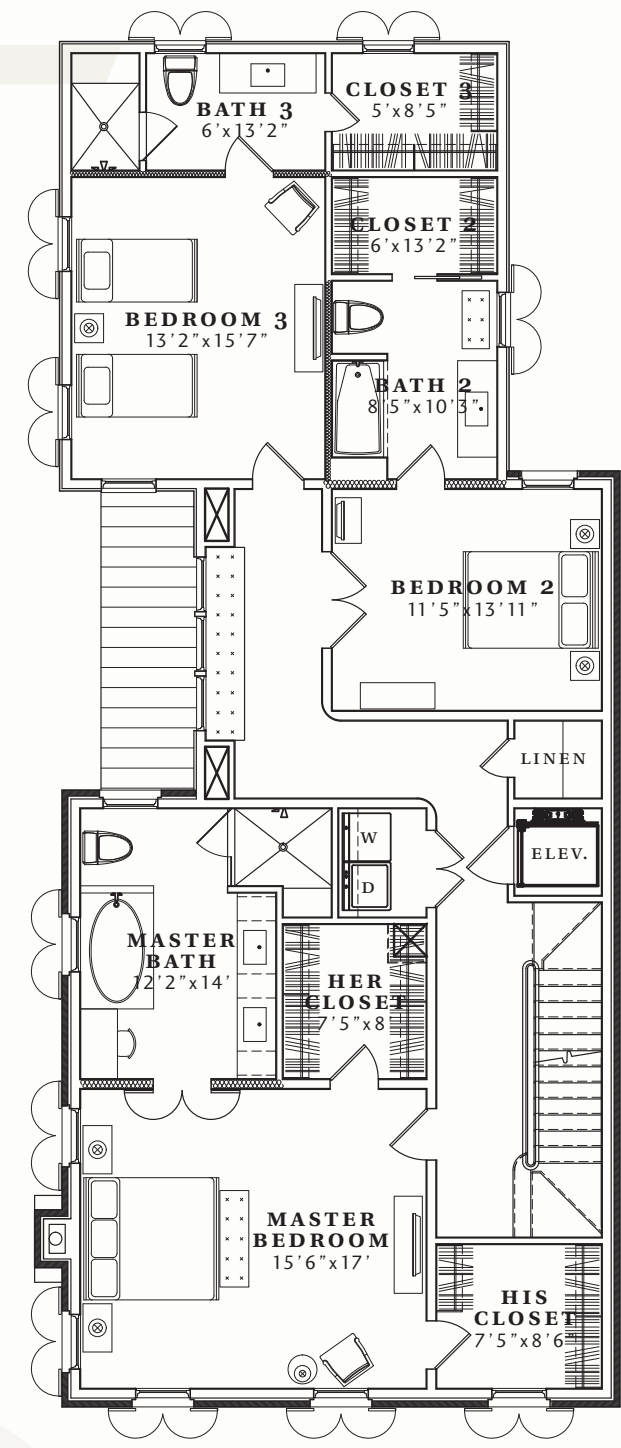 BATH 3
6'x13'2"
CLOSET 3
5'x8'5"
CLOSET 2
6'x13'2"
BEDROOM 3
13'2"x15'7"
BATH 2
8'5"x10'3"
BEDROOM 2
11'5"x13'11"
LINEN
W
D
ELEV.
MASTER
BATH
12'2"x14'
HER
CLOSET
7'5"x8'
MASTER
BEDROOM
15'6"x17'
HIS
CLOSET
7'5"x8'6"